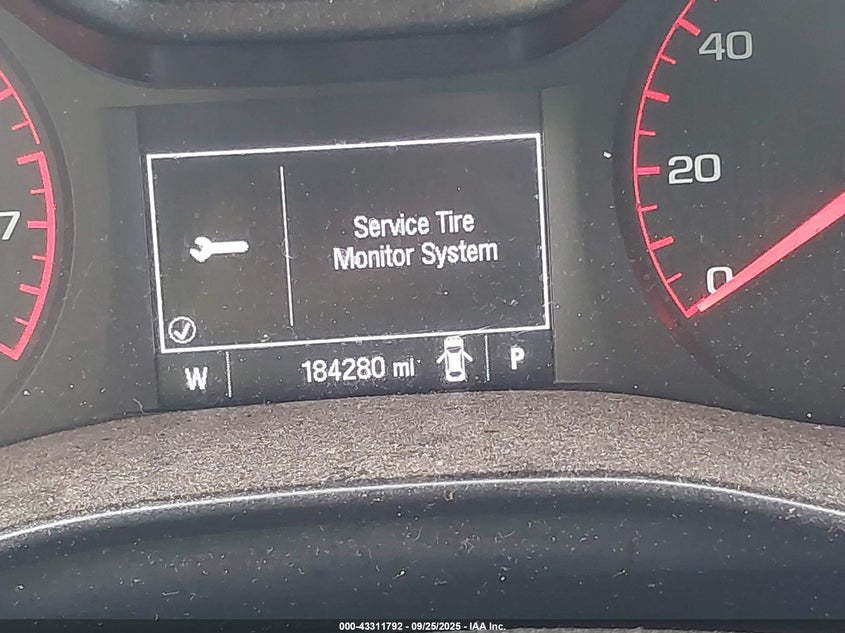 40
20
7
0
Service Tire
Monitor System
W 184280 mi P
000-43311792 - 09/25/2025 - IAA Inc.